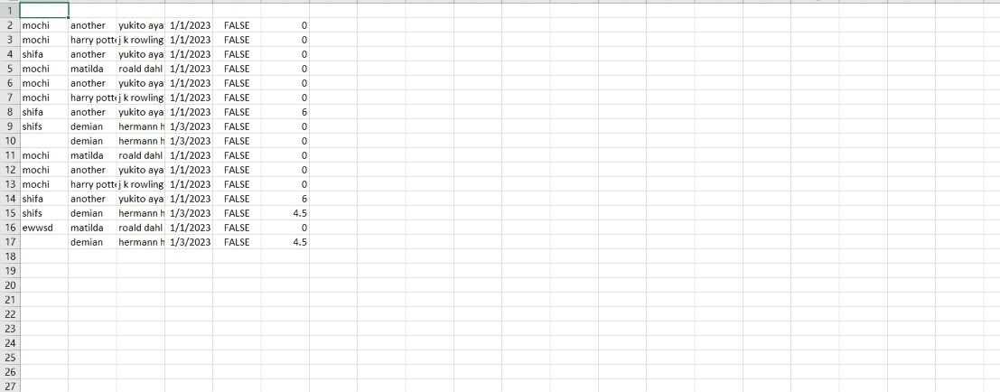 1
2 mochi another yukito aya 1/1/2023 FALSE 0
3 mochi harry pott j k rowling 1/1/2023 FALSE 0
4 shifa another yukito aya 1/1/2023 FALSE 0
5 mochi matilda roald dahl 1/1/2023 FALSE 0
6 mochi another yukito aya 1/1/2023 FALSE 0
7 mochi harry pott j k rowling 1/1/2023 FALSE 0
8 shifa another yukito aya 1/1/2023 FALSE 6
9 shifs demian hermann h 1/3/2023 FALSE 0
10 demian hermann h 1/3/2023 FALSE 0
11 mochi matilda roald dahl 1/1/2023 FALSE 0
12 mochi another yukito aya 1/1/2023 FALSE 0
13 mochi harry pott j k rowling 1/1/2023 FALSE 0
14 shifa another yukito aya 1/1/2023 FALSE 6
15 shifs demian hermann h 1/3/2023 FALSE 4.5
16 ewwsd matilda roald dahl 1/1/2023 FALSE 0
17 demian hermann h 1/3/2023 FALSE 4.5
18
19
20
21
22
23
24
25
26
27